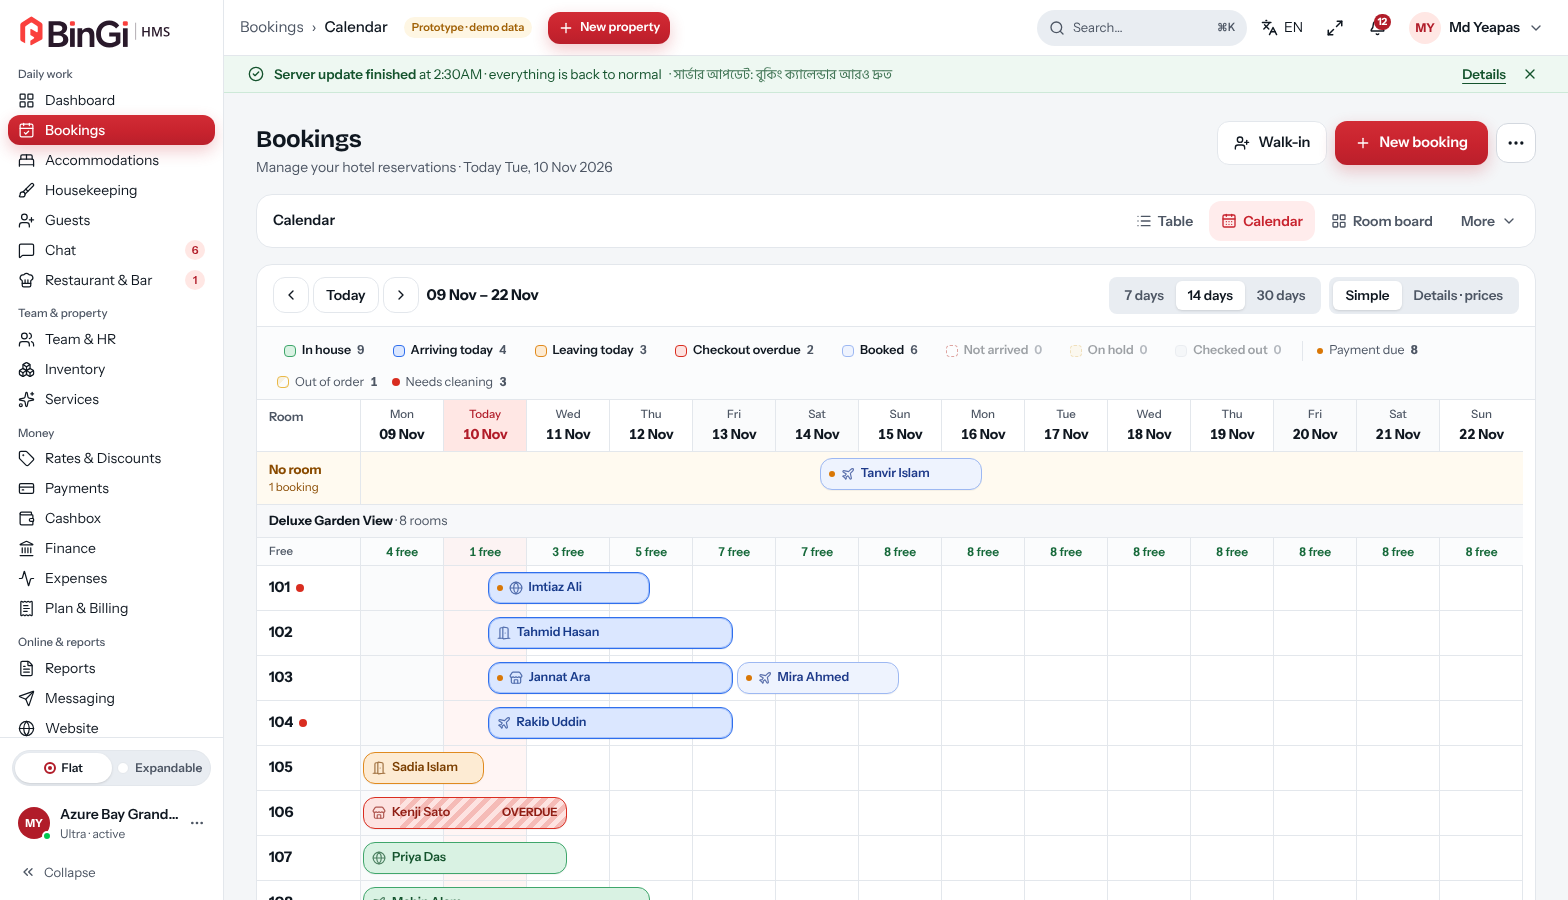 BinGi HMS
Daily work
Dashboard
Bookings
Accommodations
Housekeeping
Guests
Chat 6
Restaurant & Bar 1
Team & property
Team & HR
Inventory
Services
Money
Rates & Discounts
Payments
Cashbox
Finance
Expenses
Plan & Billing
Online & reports
Reports
Messaging
Website
Flat Expandable
MY Azure Bay Grand...
Ultra · active
Collapse
Bookings › Calendar Prototype · demo data + New property Search... ⌘K EN 12 MY Md Yeapas
Server update finished at 2:30AM · everything is back to normal · সার্ভার আপডেট: বুকিং ক্যালেন্ডার আরও দ্রুত Details
Bookings
Manage your hotel reservations · Today Tue, 10 Nov 2026
Walk-in + New booking
Calendar Table Calendar Room board More
Today 09 Nov – 22 Nov 7 days 14 days 30 days Simple Details · prices
In house 9 Arriving today 4 Leaving today 3 Checkout overdue 2 Booked 6 Not arrived 0 On hold 0 Checked out 0 Payment due 8
Out of order 1 Needs cleaning 3
Room Mon Today Wed Thu Fri Sat Sun Mon Tue Wed Thu Fri Sat Sun
09 Nov 10 Nov 11 Nov 12 Nov 13 Nov 14 Nov 15 Nov 16 Nov 17 Nov 18 Nov 19 Nov 20 Nov 21 Nov 22 Nov
No room Tanvir Islam
1 booking
Deluxe Garden View · 8 rooms
Free 4 free 1 free 3 free 5 free 7 free 7 free 8 free 8 free 8 free 8 free 8 free 8 free 8 free 8 free
101 Imtiaz Ali
102 Tahmid Hasan
103 Jannat Ara Mira Ahmed
104 Rakib Uddin
105 Sadia Islam
106 Kenji Sato OVERDUE
107 Priya Das